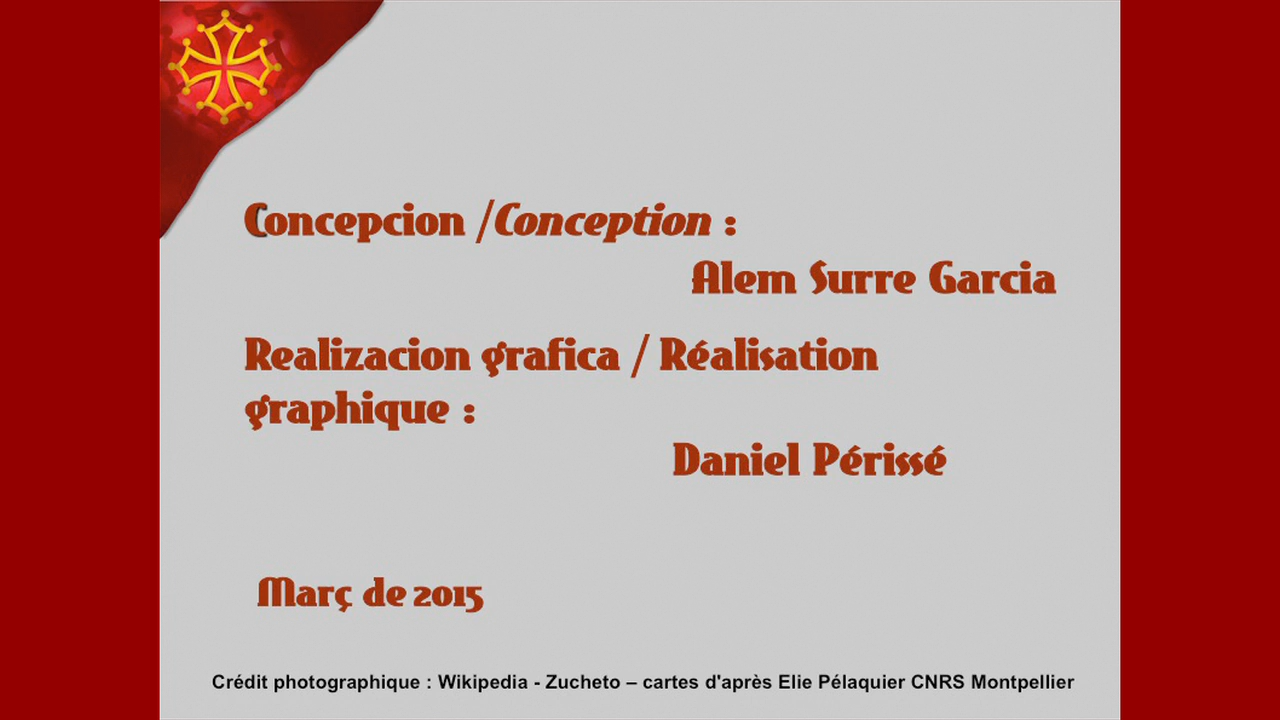 Concepcion /Conception :
Alem Surre Garcia
Realizacion grafica / Réalisation
graphique :
Daniel Périssé
Març de 2015
Crédit photographique : Wikipedia - Zucheto – cartes d'après Elie Pélaquier CNRS Montpellier